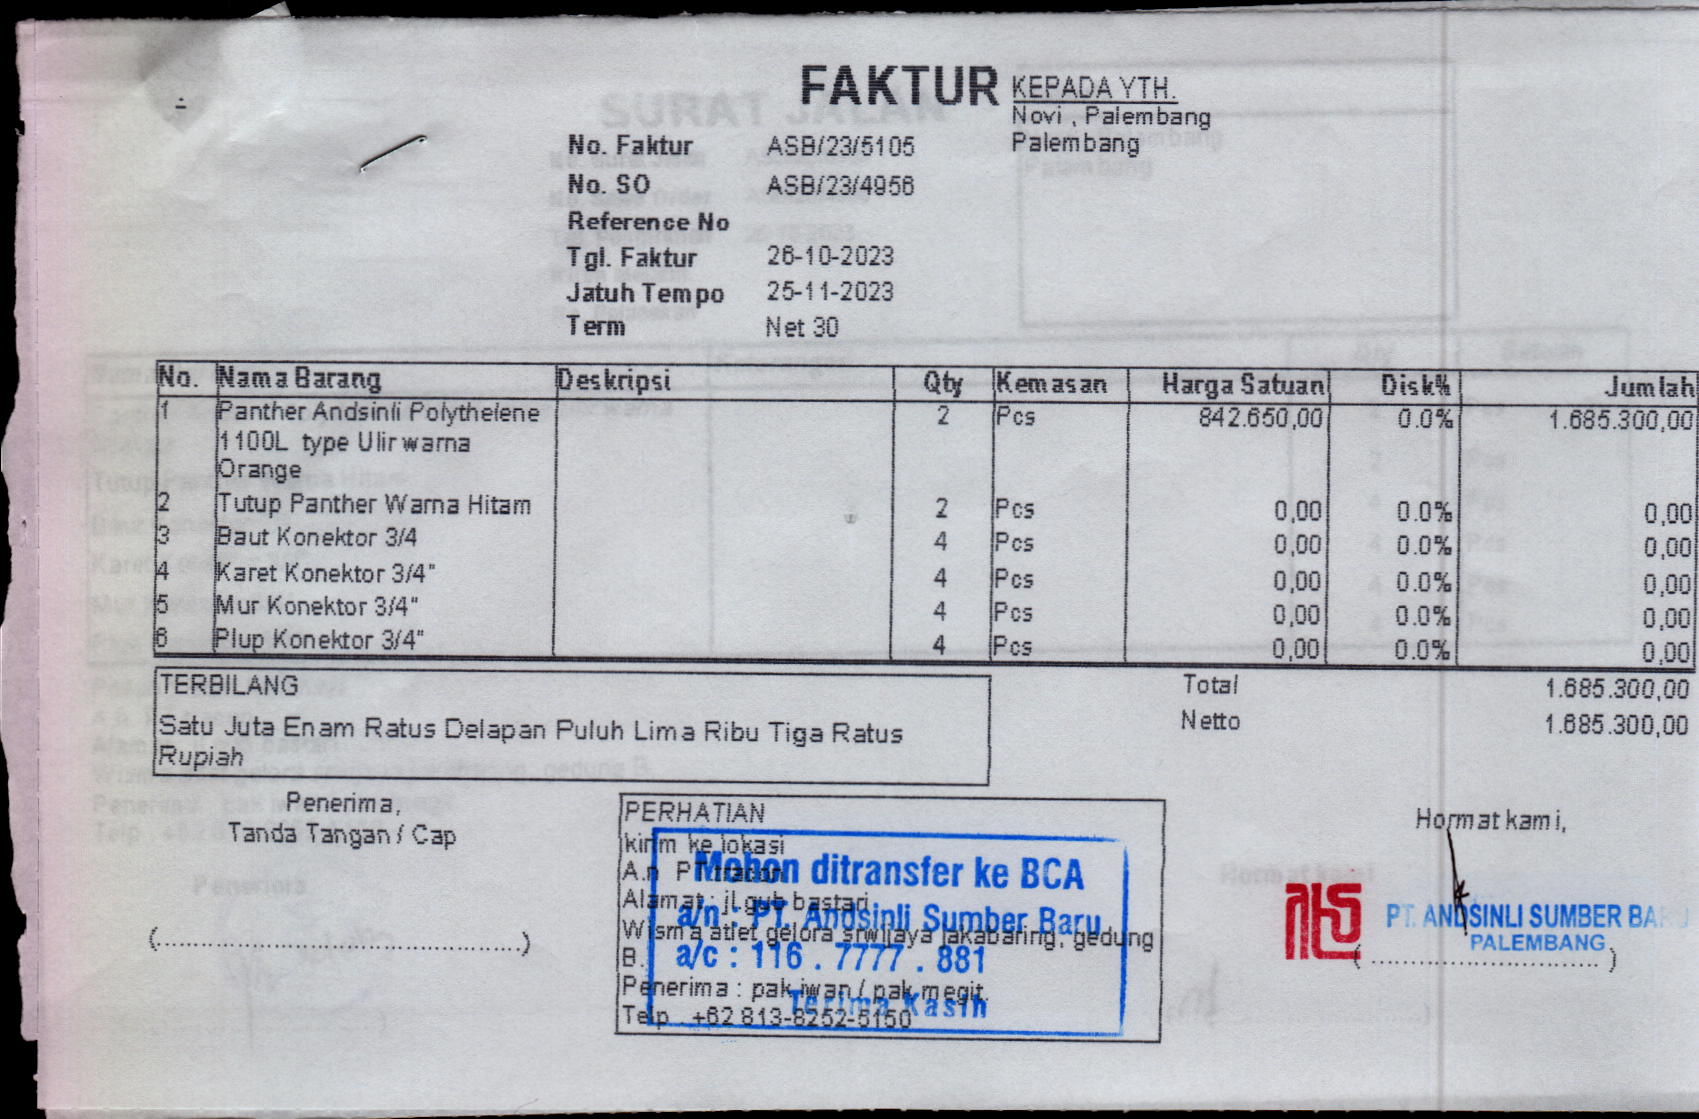 FAKTUR
KEPADA YTH.
Novi , Palembang
Palembang
No. Faktur ASB/23/5105
No. SO ASB/23/4956
Reference No
Tgl. Faktur 26-10-2023
Jatuh Tempo 25-11-2023
Term Net 30
No. Nama Barang Deskripsi Qty Kemasan Harga Satuan Disk% Jumlah
1 Panther Andsinli Polythelene 2 Pcs 842.650,00 0.0% 1.685.300,00
1100L type Ulir warna
Orange
2 Tutup Panther Warna Hitam 2 Pcs 0,00 0.0% 0,00
3 Baut Konektor 3/4 4 Pcs 0,00 0.0% 0,00
4 Karet Konektor 3/4" 4 Pcs 0,00 0.0% 0,00
5 Mur Konektor 3/4" 4 Pcs 0,00 0.0% 0,00
6 Plup Konektor 3/4" 4 Pcs 0,00 0.0% 0,00
TERBILANG
Satu Juta Enam Ratus Delapan Puluh Lima Ribu Tiga Ratus
Rupiah
Total 1.685.300,00
Netto 1.685.300,00
Penerima,
Tanda Tangan / Cap
(..................................................)
PERHATIAN
kirim ke lokasi
A.n PT
Alamat : jl.gub bastari
Wisma atlet gelora sriwijaya jakabaring, gedung
B.
Penerima : pak iwan / pak megit.
Telp +62 813-8252-5150
Mohon ditransfer ke BCA
a/n : PT. Andsinli Sumber Baru
a/c : 116 . 7777 . 881
Terima Kasih
Hormat kami,
PT. ANDSINLI SUMBER BARU
PALEMBANG
(................................)